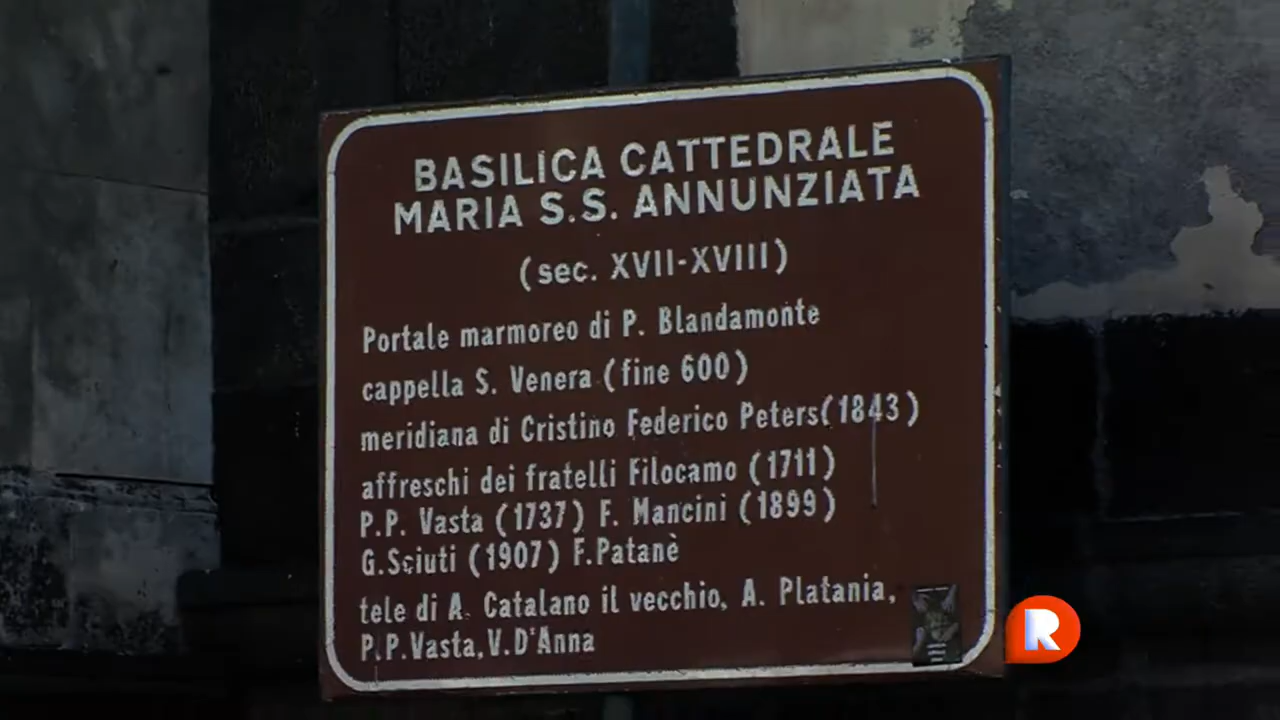 BASILICA CATTEDRALE
MARIA S.S. ANNUNZIATA
(sec. XVII-XVIII)
Portale marmoreo di P. Blandamonte
cappella S. Venera (fine 600)
meridiana di Cristino Federico Peters(1843)
affreschi dei fratelli Filocamo (1711)
P.P. Vasta (1737) F. Mancini (1899)
G.Sciuti (1907) F.Patanè
tele di A. Catalano il vecchio, A. Platania,
P.P.Vasta,V.D'Anna
R